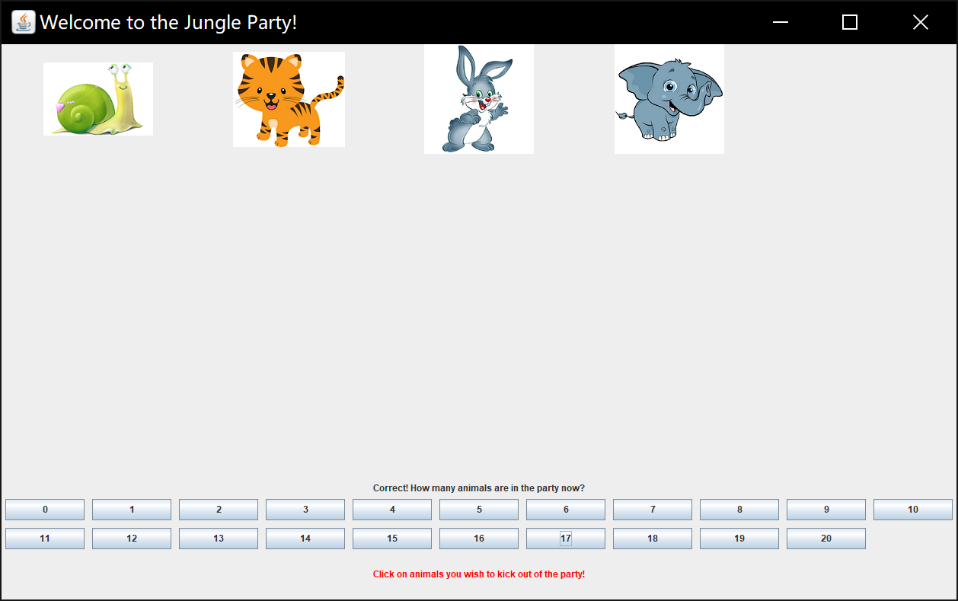 Welcome to the Jungle Party!
Correct! How many animals are in the party now?
0 1 2 3 4 5 6 7 8 9 10
11 12 13 14 15 16 17 18 19 20
Click on animals you wish to kick out of the party!